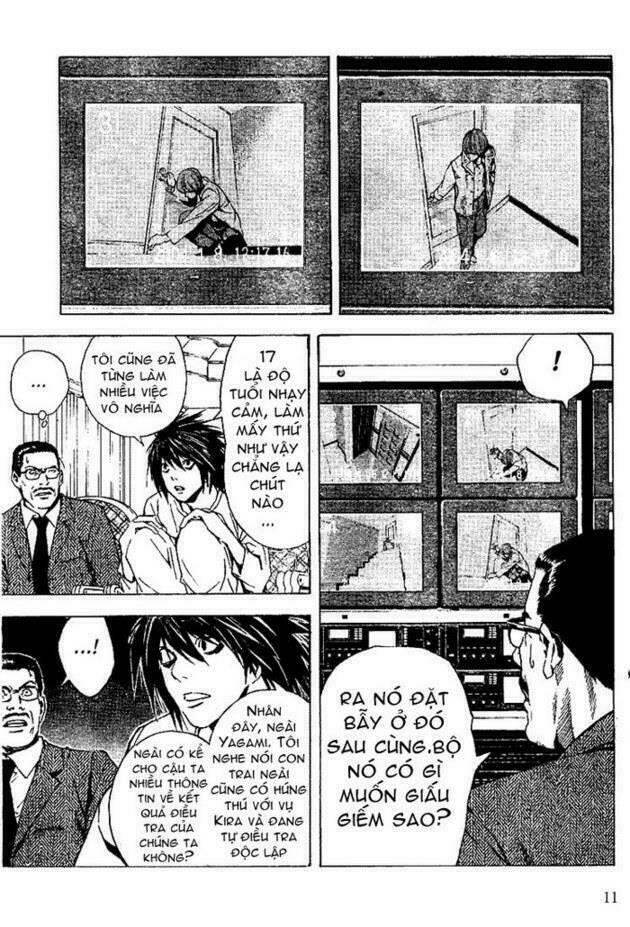 !
RA NÓ ĐẶT
BẪY Ở ĐÓ
SAU CÙNG.BỘ
NÓ CÓ GÌ
MUỐN GIẤU
GIẾM SAO?
17
LÀ ĐỘ
TUỔI NHẠY
CẢM, LÀM
MẤY THỨ
NHƯ VẬY
CHẲNG LẠ
CHÚT
NÀO
...
TÔI CŨNG ĐÃ
TỪNG LÀM
NHIỀU VIỆC
VÔ NGHĨA
...
NHÂN
ĐÂY, NGÀI
YAGAMI. TÔI
NGHE NÓI CON
TRAI NGÀI
CŨNG CÓ HỨNG
THÚ VỚI VỤ
KIRA VÀ ĐANG
TỰ ĐIỀU TRA
ĐỘC LẬP
NGÀI CÓ KỂ
CHO CẬU TA
NHIỀU THÔNG
TIN VỀ KẾT
QUẢ ĐIỀU
TRA CỦA
CHÚNG TA
KHÔNG?
...!
11